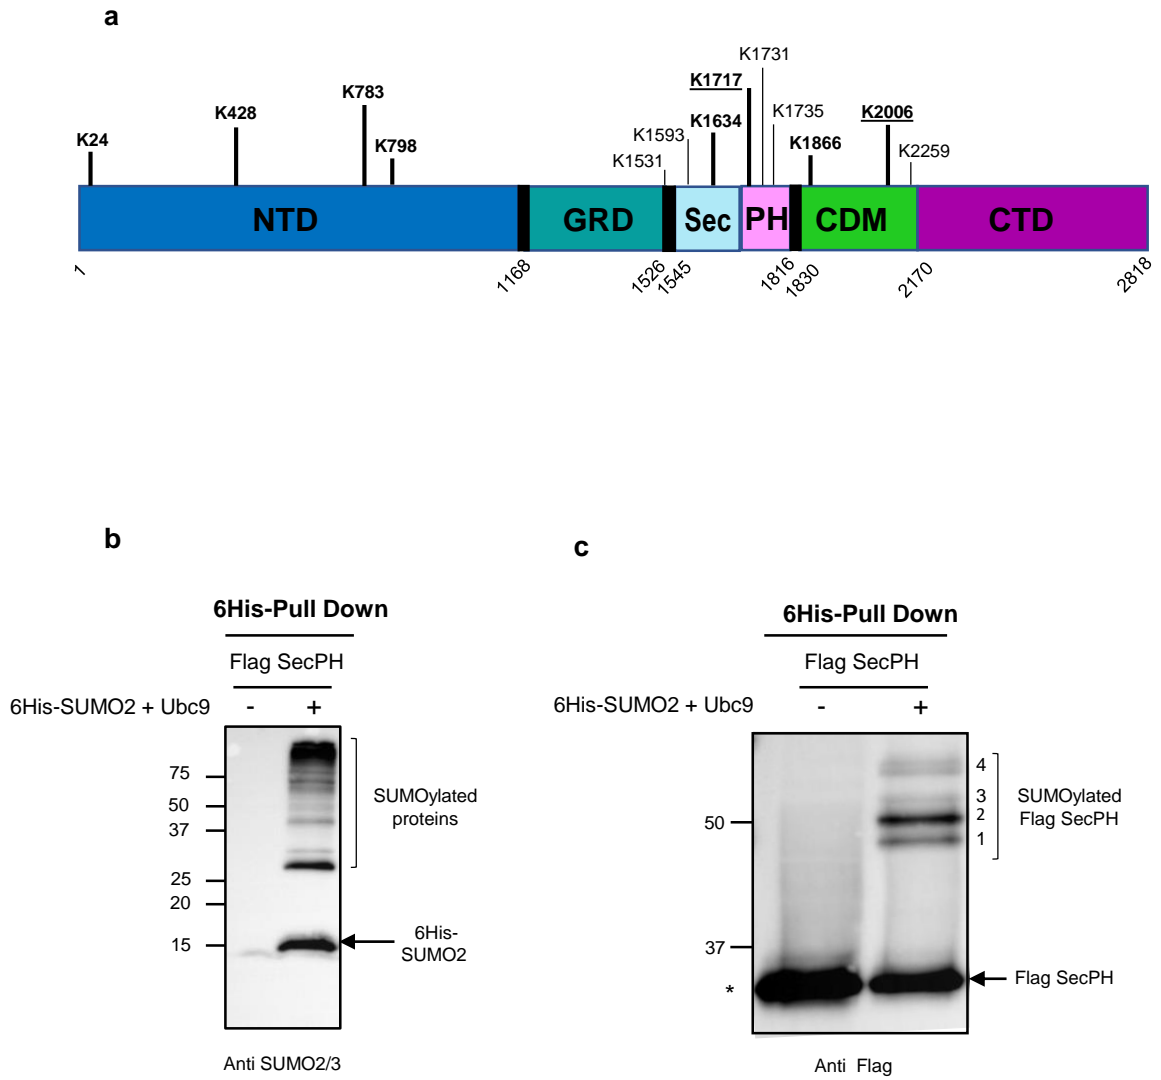 a
K1731
K1717
K783
K428
K1735
K1634
K2006
K24
K798
K1593
K1866
K1531
K2259
NTD
GRD
Sec
PH
CDM
CTD
1
1168
1526
1545
1816
1830
2170
2818
b
6His-Pull Down
Flag SecPH
6His-SUMO2 + Ubc9 - +
75
50
37
25
20
15
SUMOylated
proteins
6His-
SUMO2
Anti SUMO2/3
c
6His-Pull Down
Flag SecPH
6His-SUMO2 + Ubc9 - +
50
37
*
4
3
2
1
SUMOylated
Flag SecPH
Flag SecPH
Anti Flag